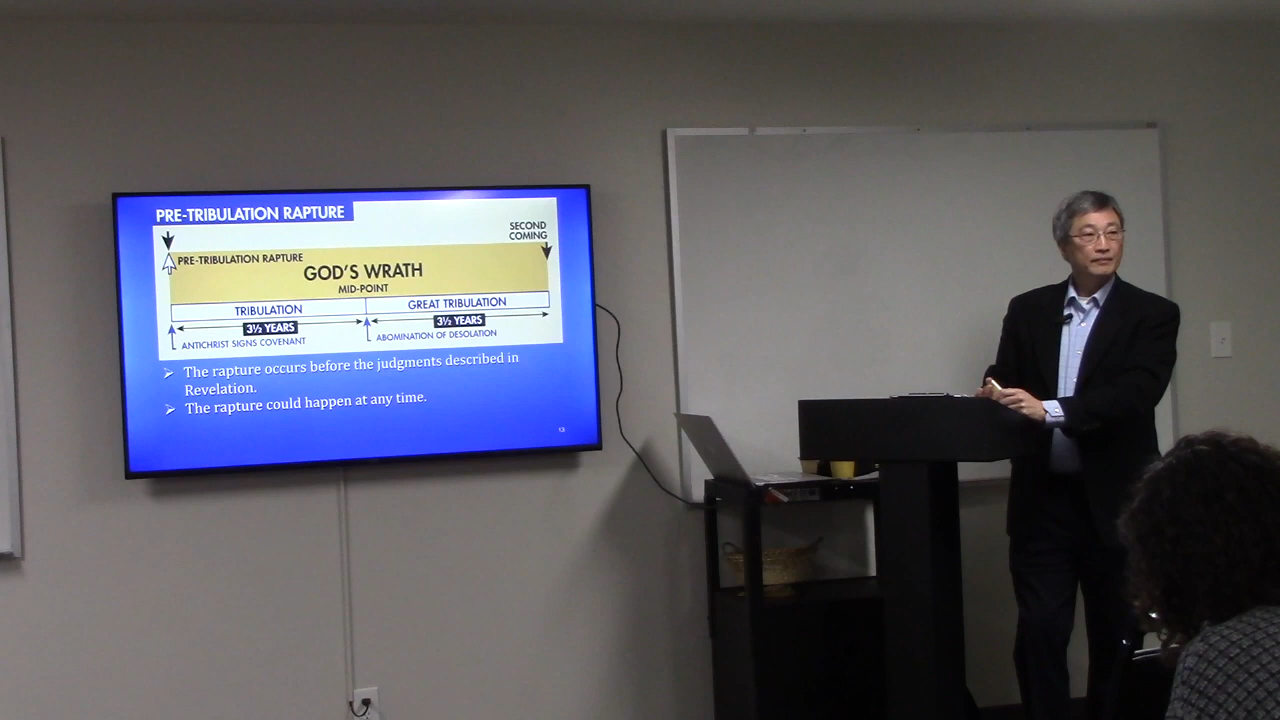 PRE-TRIBULATION RAPTURE
SECOND
COMING
PRE-TRIBULATION RAPTURE
GOD'S WRATH
MID-POINT
TRIBULATION
GREAT TRIBULATION
3½ YEARS
3½ YEARS
ANTICHRIST SIGNS COVENANT
ABOMINATION OF DESOLATION
➢ The rapture occurs before the judgments described in
Revelation.
➢ The rapture could happen at any time.
13